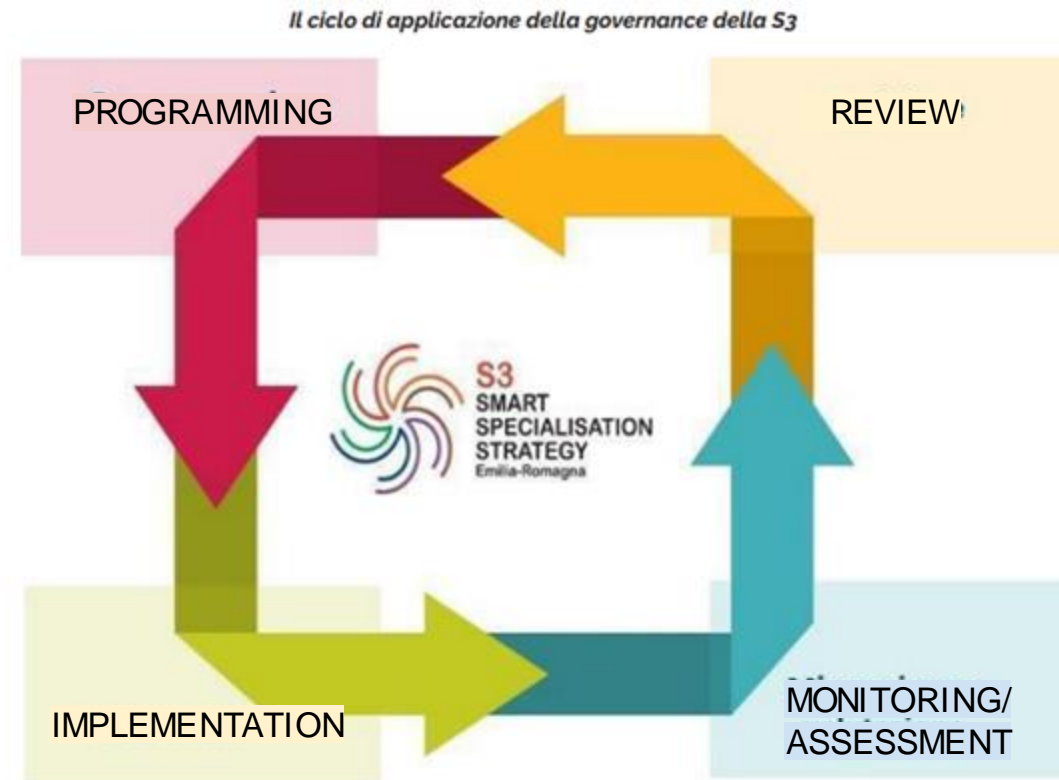 Il ciclo di applicazione della governance della S3
PROGRAMMING
REVIEW
S3
SMART
SPECIALISATION
STRATEGY
Emilia-Romagna
IMPLEMENTATION
MONITORING/
ASSESSMENT